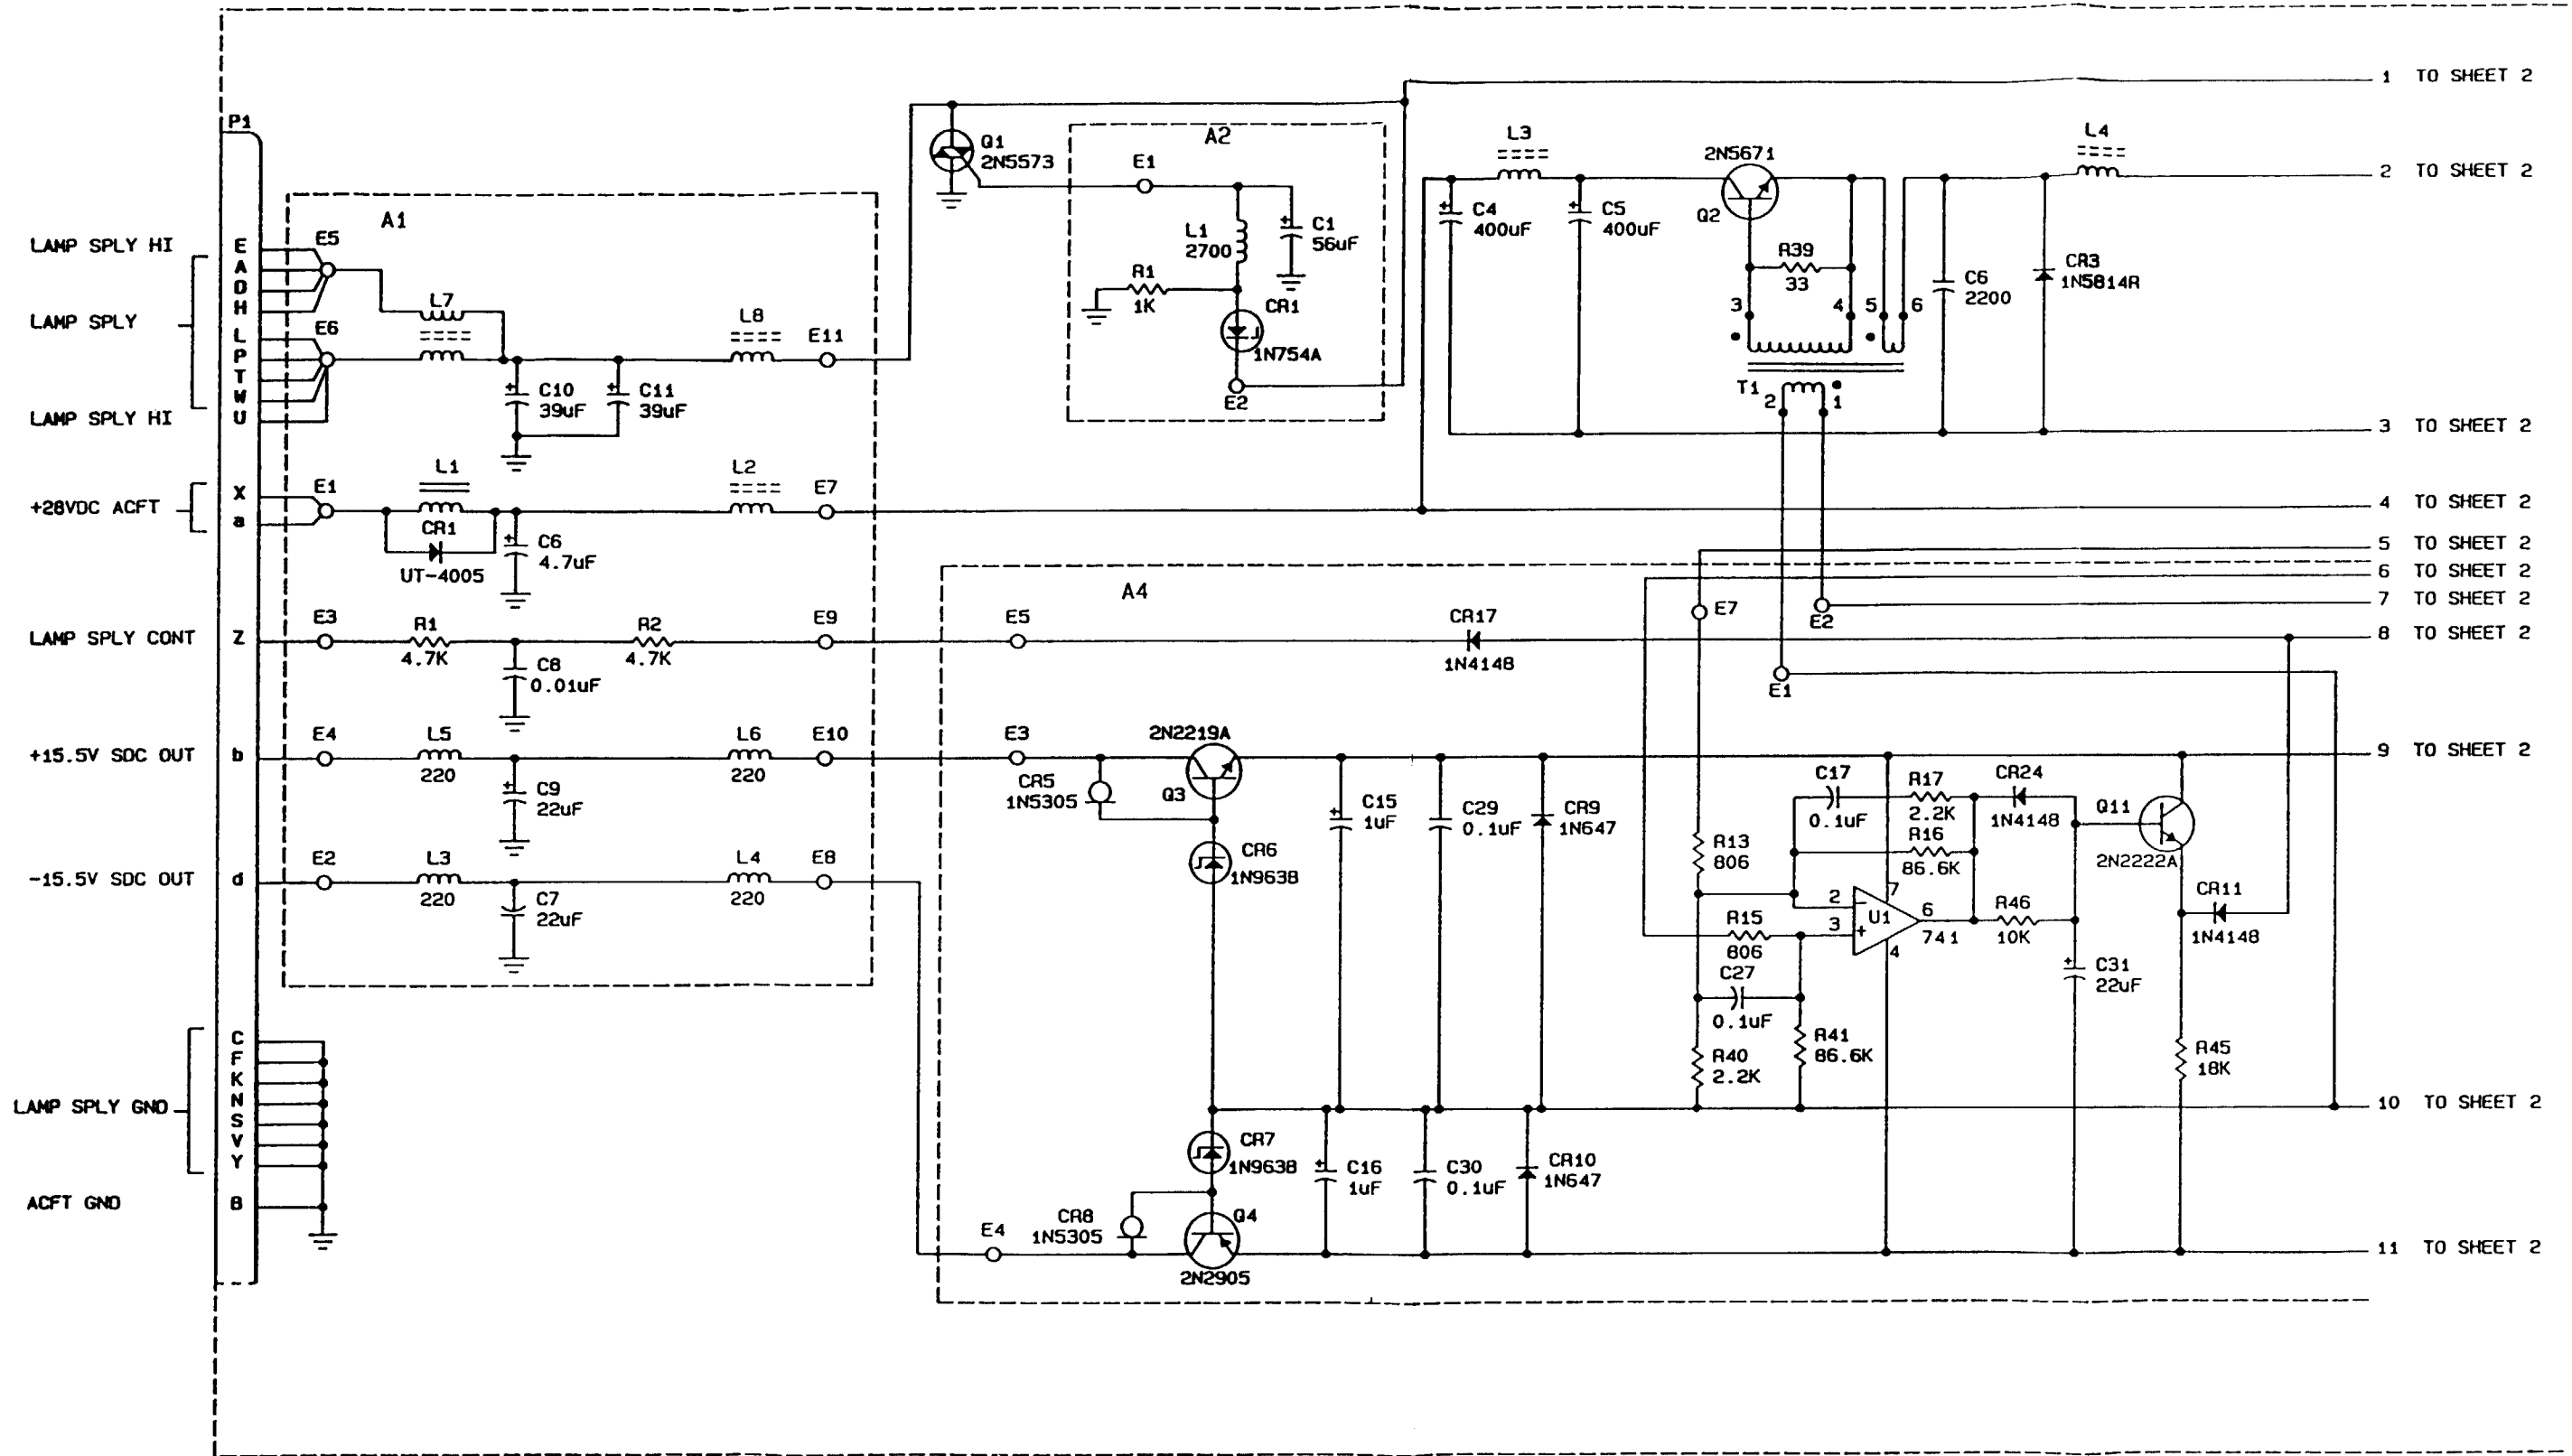 1 TO SHEET 2
P1
Q1
2N5573
A2
E1
L1
2700
C1
56uF
R1
1K
CR1
1N754A
E2
L3
C4
400uF
C5
400uF
2N5671
Q2
R39
33
3
4
5
6
T1
2
1
C6
2200
CR3
1N5814R
L4
2 TO SHEET 2
3 TO SHEET 2
A1
LAMP SPLY HI
E
A
D
H
E5
LAMP SPLY
L
P
T
W
U
E6
LAMP SPLY HI
L7
L8
E11
C10
39uF
C11
39uF
+28VDC ACFT
X
a
E1
L1
CR1
UT-4005
C6
4.7uF
L2
E7
4 TO SHEET 2
5 TO SHEET 2
6 TO SHEET 2
7 TO SHEET 2
8 TO SHEET 2
LAMP SPLY CONT
Z
E3
R1
4.7K
C8
0.01uF
R2
4.7K
E9
A4
E5
CR17
1N4148
E7
E2
E1
+15.5V SDC OUT
b
E4
L5
220
C9
22uF
L6
220
E10
E3
CR5
1N5305
2N2219A
Q3
CR6
1N963B
C15
1uF
C29
0.1uF
CR9
1N647
9 TO SHEET 2
C17
0.1uF
R17
2.2K
R16
86.6K
CR24
1N4148
Q11
2N2222A
CR11
1N4148
R13
806
R15
806
2
3
7
U1
6
741
4
R46
10K
C31
22uF
C27
0.1uF
R41
86.6K
R40
2.2K
R45
18K
-15.5V SDC OUT
d
E2
L3
220
C7
22uF
L4
220
E8
LAMP SPLY GND
C
F
K
N
S
V
Y
10 TO SHEET 2
ACFT GND
B
CR7
1N963B
CR8
1N5305
E4
Q4
2N2905
C16
1uF
C30
0.1uF
CR10
1N647
11 TO SHEET 2